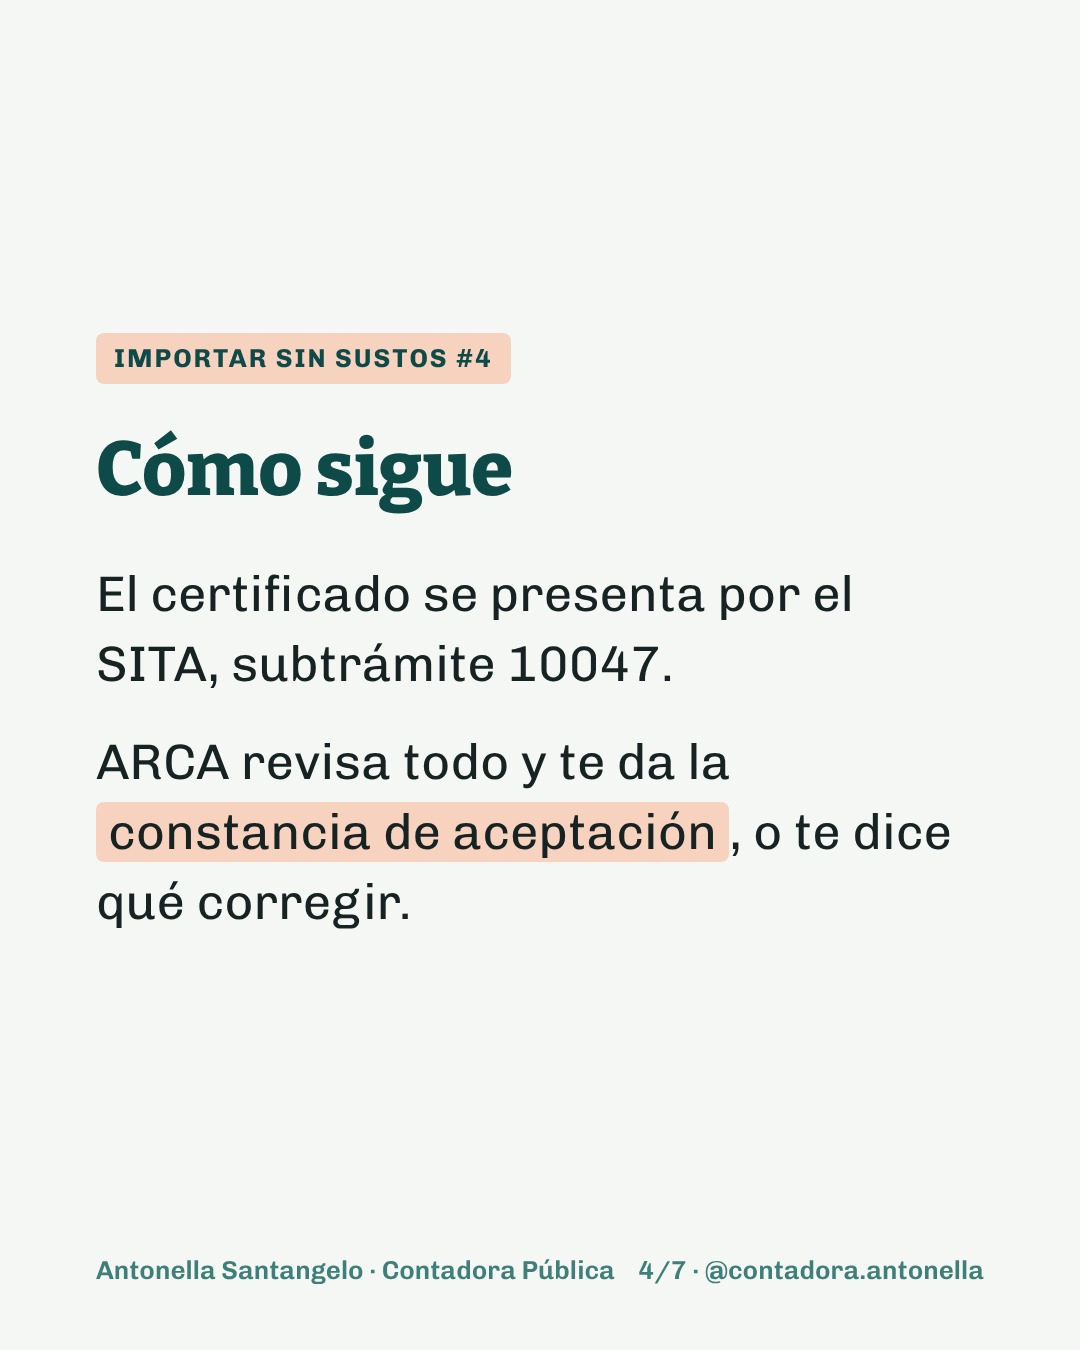 IMPORTAR SIN SUSTOS #4
Cómo sigue
El certificado se presenta por el
SITA, subtrámite 10047.
ARCA revisa todo y te da la
constancia de aceptación, o te dice
qué corregir.
Antonella Santangelo · Contadora Pública 4/7 · @contadora.antonella